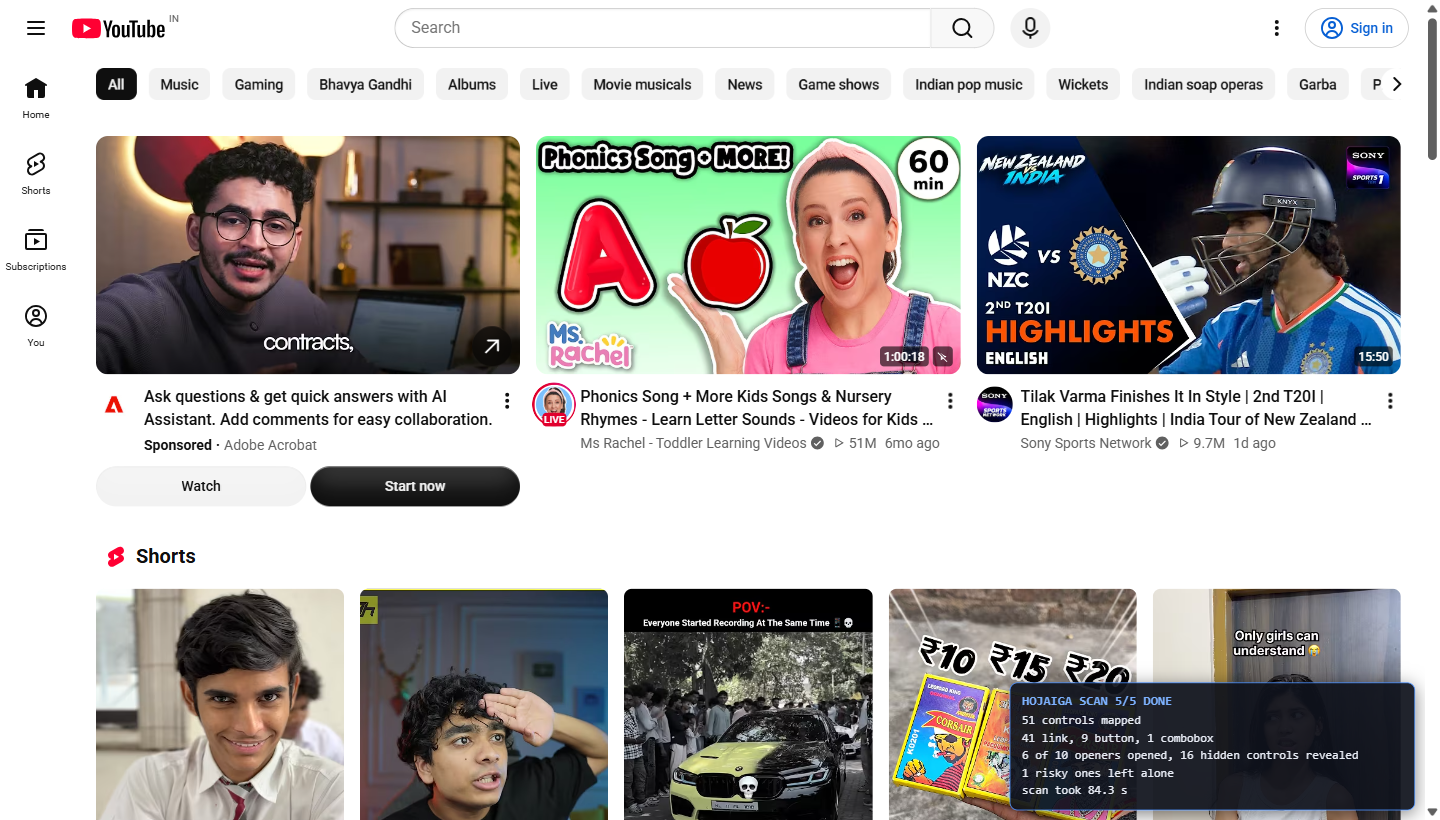 YouTube IN
Search
Sign in
All
Music
Gaming
Bhavya Gandhi
Albums
Live
Movie musicals
News
Game shows
Indian pop music
Wickets
Indian soap operas
Garba
P
Home
Shorts
Subscriptions
You
contracts,
Ask questions & get quick answers with AI
Assistant. Add comments for easy collaboration.
Sponsored · Adobe Acrobat
Watch
Start now
Phonics Song + MORE!
60
min
A
Ms.
Rachel
1:00:18
LIVE
Phonics Song + More Kids Songs & Nursery
Rhymes - Learn Letter Sounds - Videos for Kids ...
Ms Rachel - Toddler Learning Videos 51M 6mo ago
NEW ZEALAND
VS
INDIA
SONY
SPORTS 1
KNYX
NZC
VS
2ND T20I
HIGHLIGHTS
ENGLISH
15:50
SONY
SPORTS
NETWORK
Tilak Varma Finishes It In Style | 2nd T20I |
English | Highlights | India Tour of New Zealand ...
Sony Sports Network 9.7M 1d ago
Shorts
POV:-
Everyone Started Recording At The Same Time
₹10 ₹15 ₹20
CORSAIR
K0201
Only girls can
understand 😭
HOJAIGA SCAN 5/5 DONE
51 controls mapped
41 link, 9 button, 1 combobox
6 of 10 openers opened, 16 hidden controls revealed
1 risky ones left alone
scan took 84.3 s